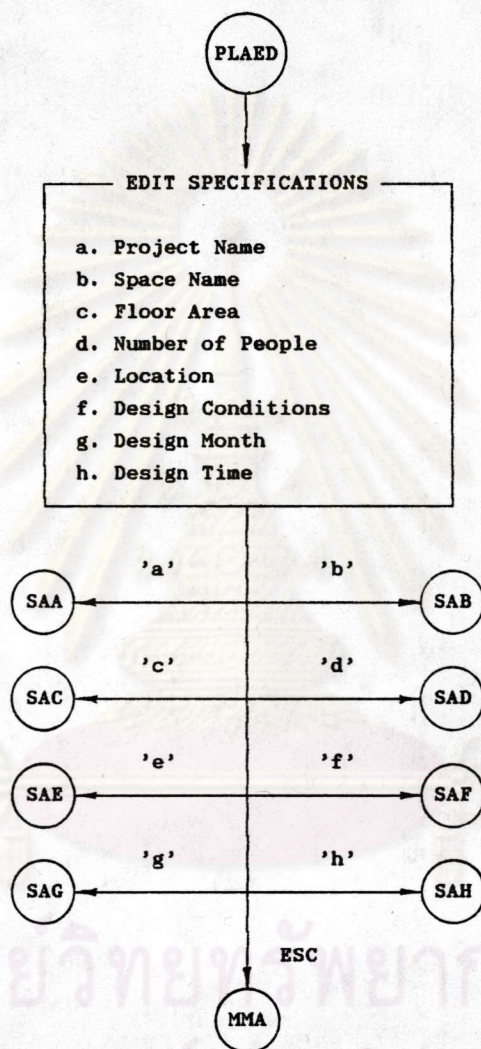 PLAED
EDIT SPECIFICATIONS
a. Project Name
b. Space Name
c. Floor Area
d. Number of People
e. Location
f. Design Conditions
g. Design Month
h. Design Time
'a' 'b'
SAA SAB
'c' 'd'
SAC SAD
'e' 'f'
SAE SAF
'g' 'h'
SAG SAH
ESC
MMA